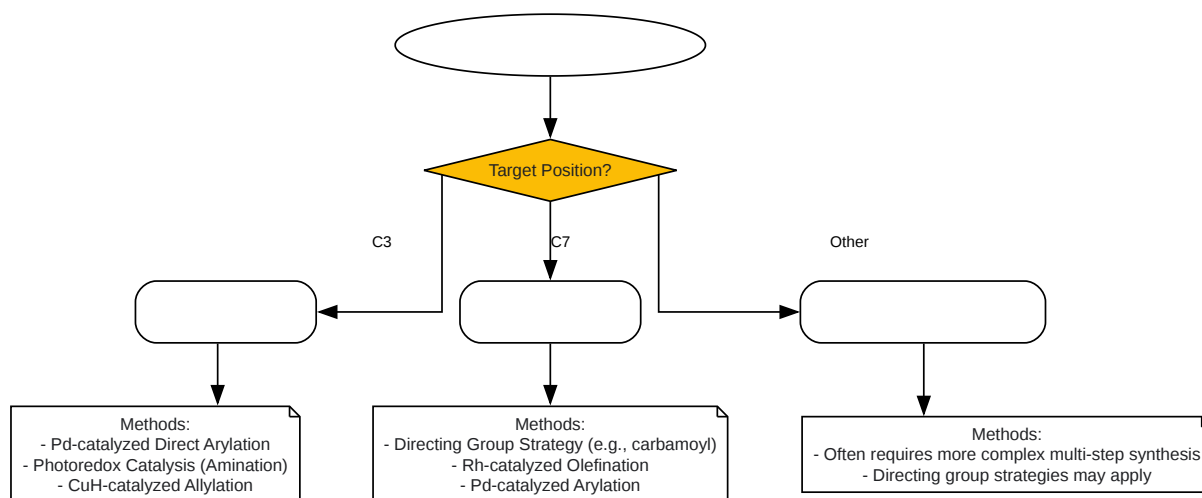 Target Position?
C3
C7
Other
Methods:
- Pd-catalyzed Direct Arylation
- Photoredox Catalysis (Amination)
- CuH-catalyzed Allylation
Methods:
- Directing Group Strategy (e.g., carbamoyl)
- Rh-catalyzed Olefination
- Pd-catalyzed Arylation
Methods:
- Often requires more complex multi-step synthesis
- Directing group strategies may apply